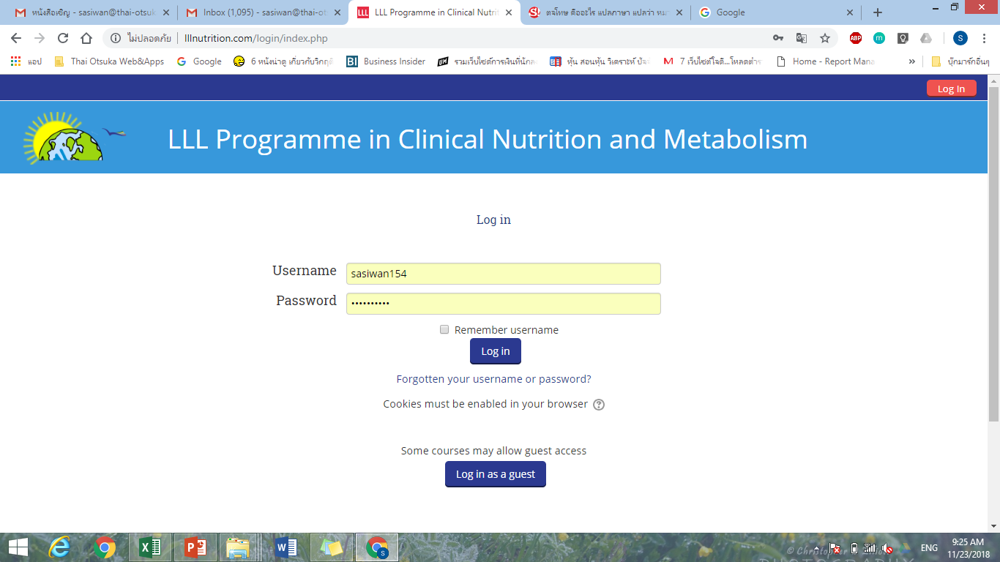 หนังสือเชิญ - sasiwan@thai-otsuk
Inbox (1,095) - sasiwan@thai-ot
LLL Programme in Clinical Nutrit
ตจโทษ คืออะไร แปลภาษา แปลว่า หมา
Google
ไม่ปลอดภัย lllnutrition.com/login/index.php
ABP
m
S
แอป
Thai Otsuka Web&Apps
Google
6 หนังน่าดู เกี่ยวกับวิกฤติ
BI Business Insider
รวมเว็บไซต์การเงินที่นักล
หุ้น สอนหุ้น วิเคราะห์ ปัจ
M 7 เว็บไซต์ใจดี...โหลดตำร
Home - Report Mana
»
บุ๊กมาร์กอื่นๆ
Log In
LLL Programme in Clinical Nutrition and Metabolism
Log in
Username
sasiwan154
Password
Remember username
Log in
Forgotten your username or password?
Cookies must be enabled in your browser
Some courses may allow guest access
Log in as a guest
ENG
9:25 AM
11/23/2018